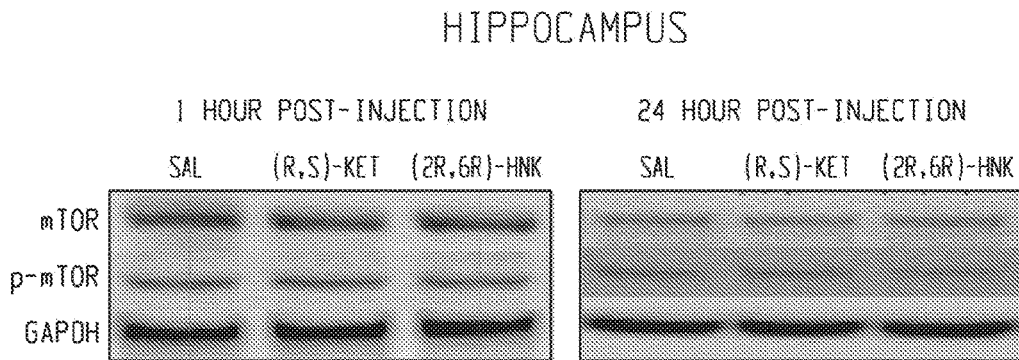 HIPPOCAMPUS
1 HOUR POST-INJECTION
24 HOUR POST-INJECTION
SAL (R,S)-KET (2R,6R)-HNK
SAL (R,S)-KET (2R,6R)-HNK
mTOR
p-mTOR
GAPDH